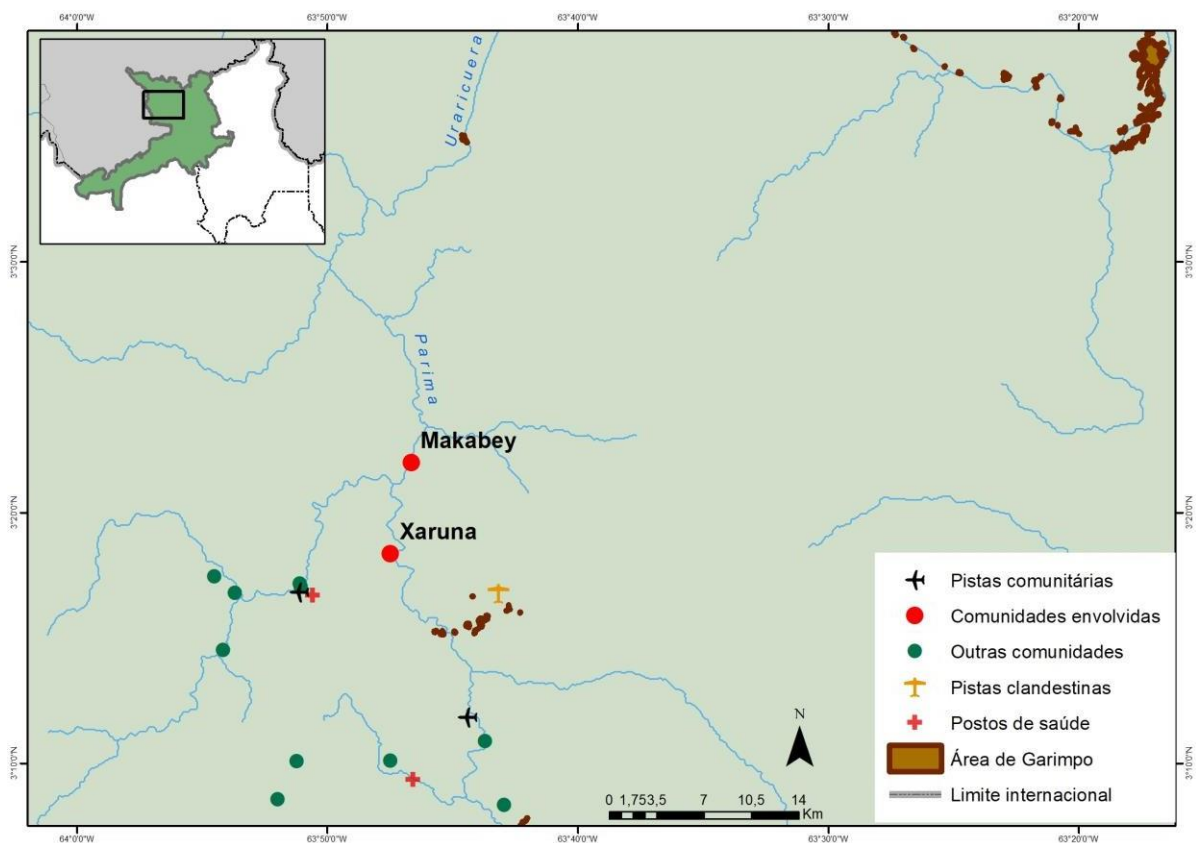 64°0'0"W 63°50'0"W 63°40'0"W 63°30'0"W 63°20'0"W
Uraricuera
3°30'0"N 3°30'0"N
Parima
Makabey
3°20'0"N 3°20'0"N
Xaruna
Pistas comunitárias
Comunidades envolvidas
Outras comunidades
Pistas clandestinas
Postos de saúde
Área de Garimpo
Limite internacional
N
3°10'0"N 3°10'0"N
0 1,753,5 7 10,5 14
Km
64°0'0"W 63°50'0"W 63°40'0"W 63°30'0"W 63°20'0"W